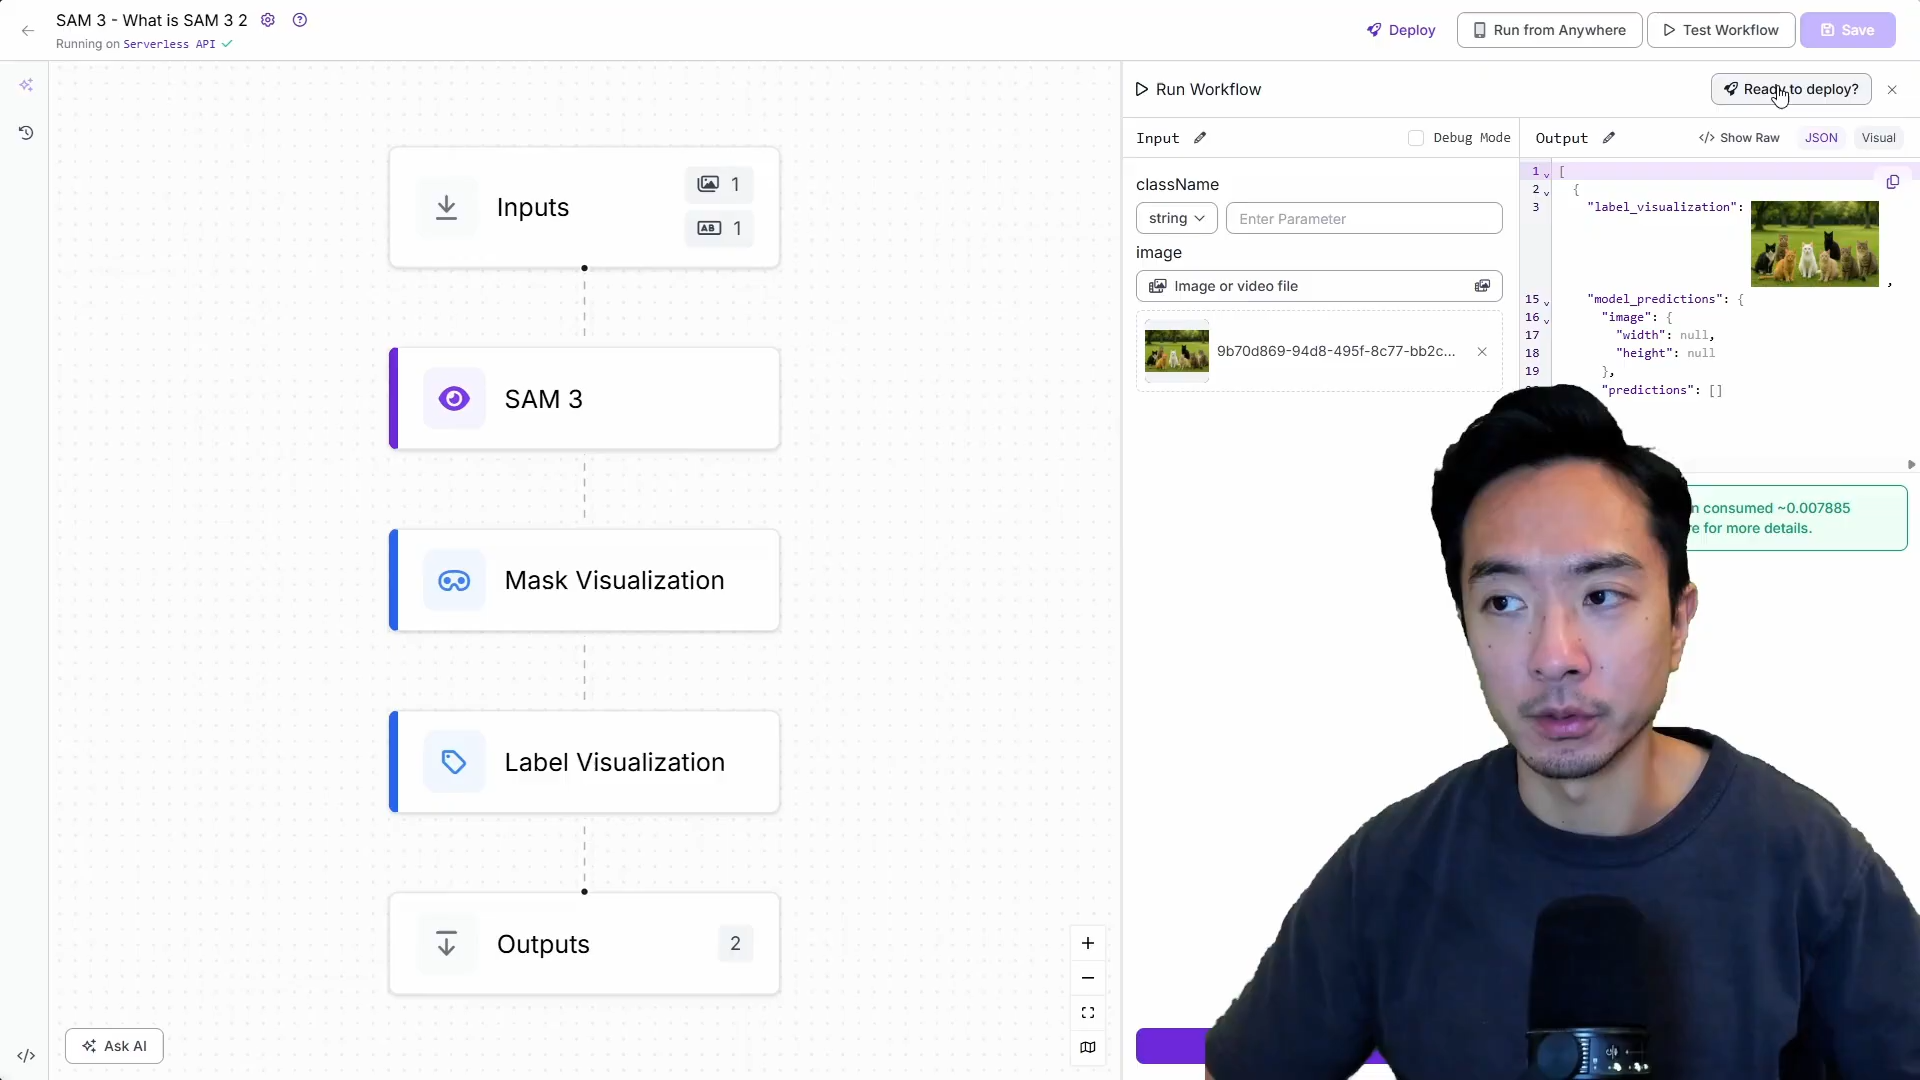 SAM 3 - What is SAM 3 2
Running on Serverless API
Deploy
Run from Anywhere
Test Workflow
Save
Run Workflow
Ready to deploy?
Input
Debug Mode
Output
Show Raw
JSON
Visual
className
string
Enter Parameter
image
Image or video file
9b70d869-94d8-495f-8c77-bb2c...
1 [
2 {
3 "label_visualization":
,
15 "model_predictions": {
16 "image": {
17 "width": null,
18 "height": null
19 },
"predictions": []
consumed ~0.007885
for more details.
Inputs
1
AB 1
SAM 3
Mask Visualization
Label Visualization
Outputs
2
Ask AI